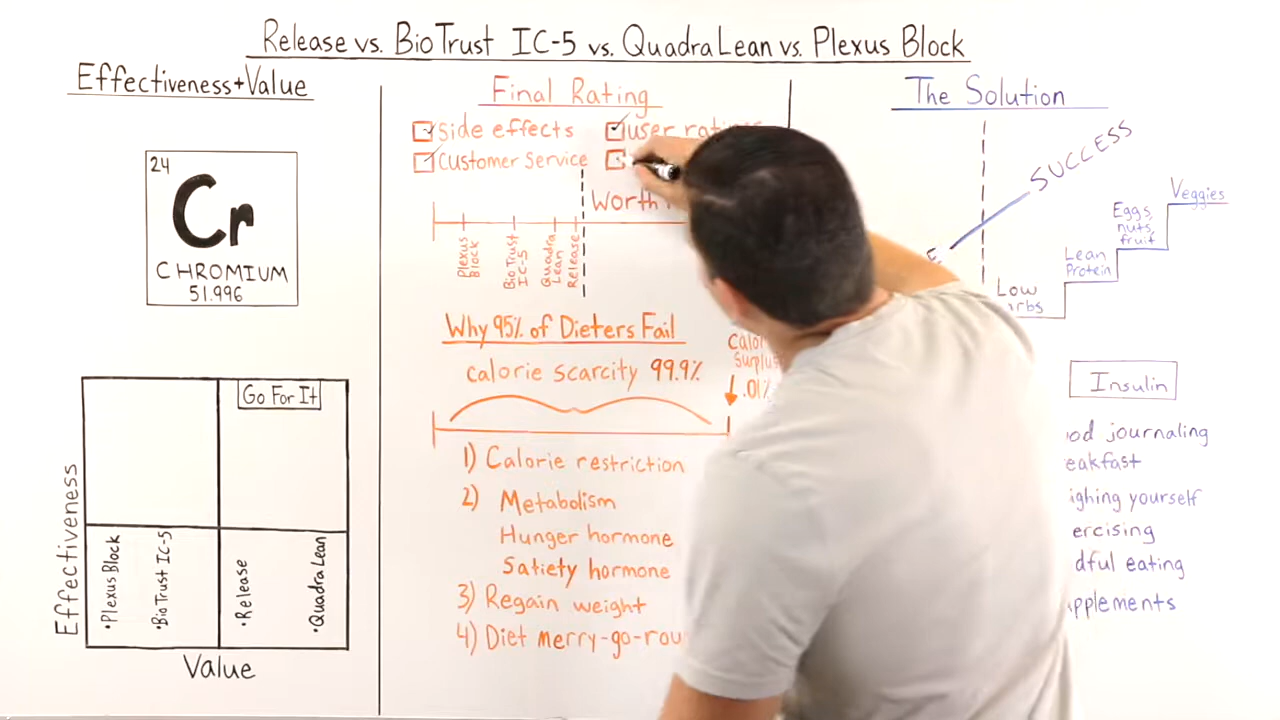 Release vs. BioTrust IC-5 vs. QuadraLean vs. Plexus Block
Effectiveness+Value
24
Cr
CHROMIUM
51.996
Go For It
Effectiveness
•Plexus Block
•BioTrust IC-5
•Release
•Quadra Lean
Value
Final Rating
Side effects
user
Customer Service
Worth
Plexus
Block
BioTrust
IC-5
Quadra
Lean
Release
Why 95% of Dieters Fail
calorie scarcity 99.9%
.01%
1) Calorie restriction
2) Metabolism
Hunger hormone
Satiety hormone
3) Regain weight
4) Diet merry-go-rou
The Solution
SUCCESS
Veggies
Eggs,
nuts,
fruit
Lean
Protein
Low
arbs
Insulin
od journaling
eakfast
ighing yourself
ercising
dful eating
pplements